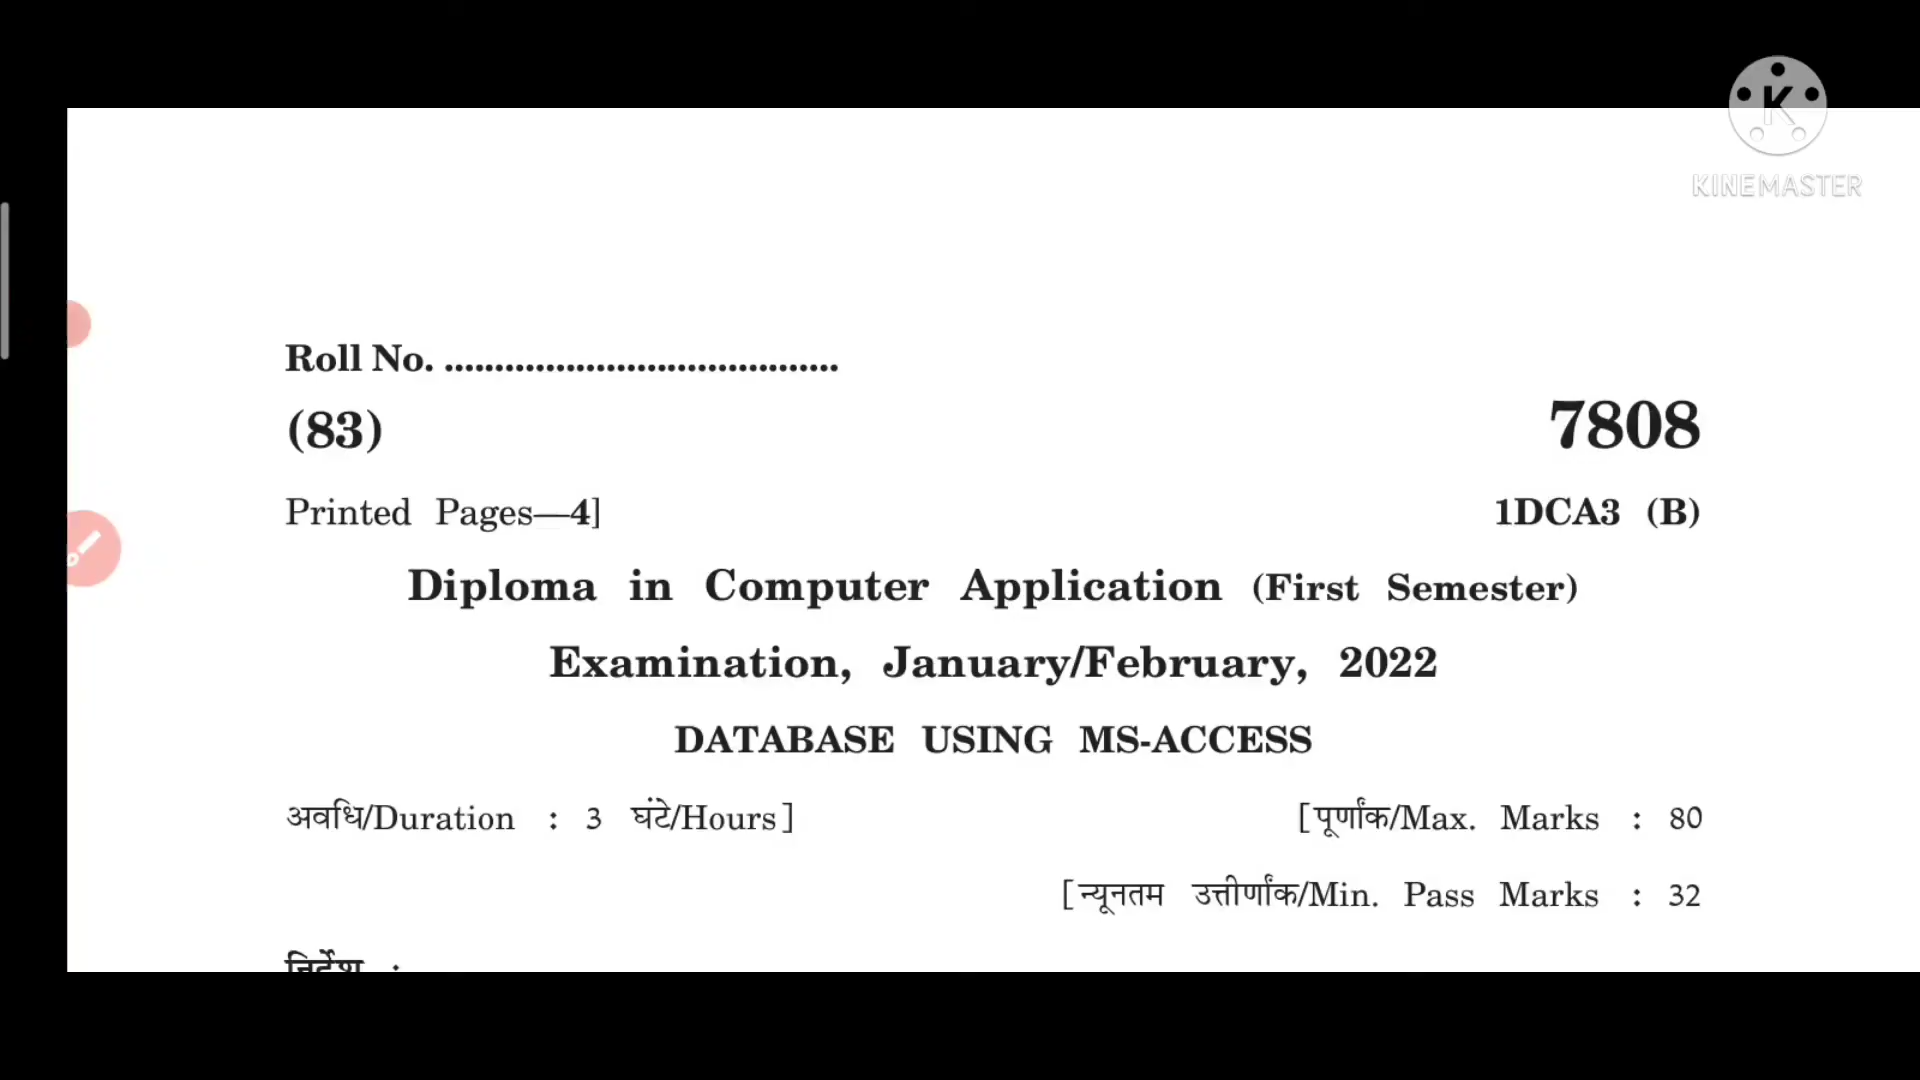 K
KINEMASTER
Roll No. .......................................
(83) 7808
Printed Pages—4] 1DCA3 (B)
Diploma in Computer Application (First Semester)
Examination, January/February, 2022
DATABASE USING MS-ACCESS
अवधि/Duration : 3 घंटे/Hours] [पूर्णांक/Max. Marks : 80
[न्यूनतम उत्तीर्णांक/Min. Pass Marks : 32
निर्देश :